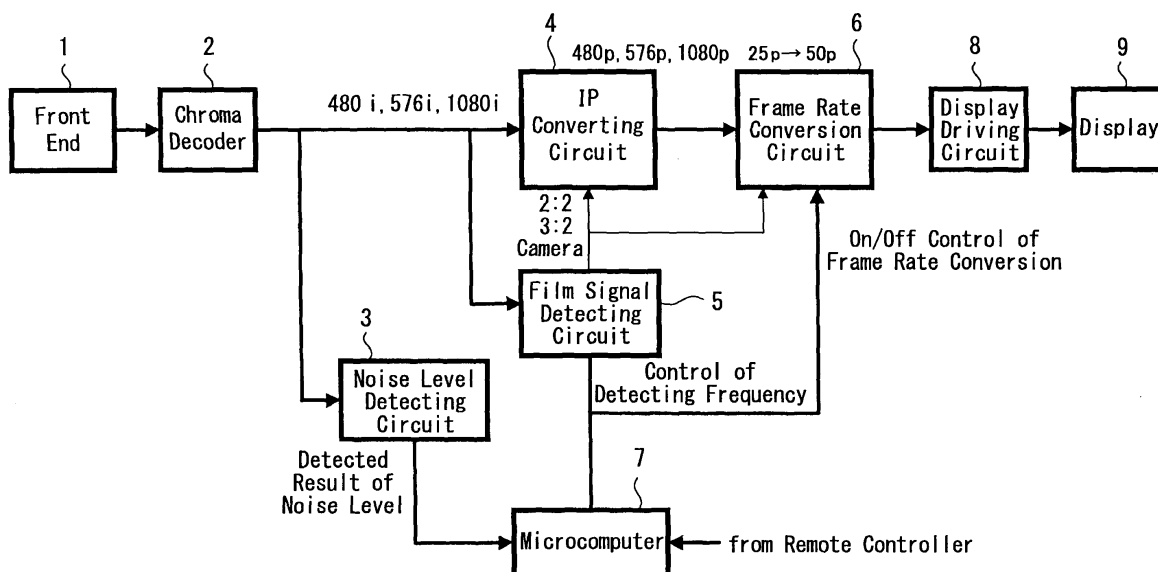 1
Front
End
2
Chroma
Decoder
480i, 576i, 1080i
4
IP
Converting
Circuit
480p, 576p, 1080p
25p→50p
6
Frame Rate
Conversion
Circuit
8
Display
Driving
Circuit
9
Display
2:2
3:2
Camera
On/Off Control of
Frame Rate Conversion
Film Signal
Detecting
Circuit
5
3
Noise Level
Detecting
Circuit
Control of
Detecting Frequency
Detected
Result of
Noise Level
7
Microcomputer
from Remote Controller